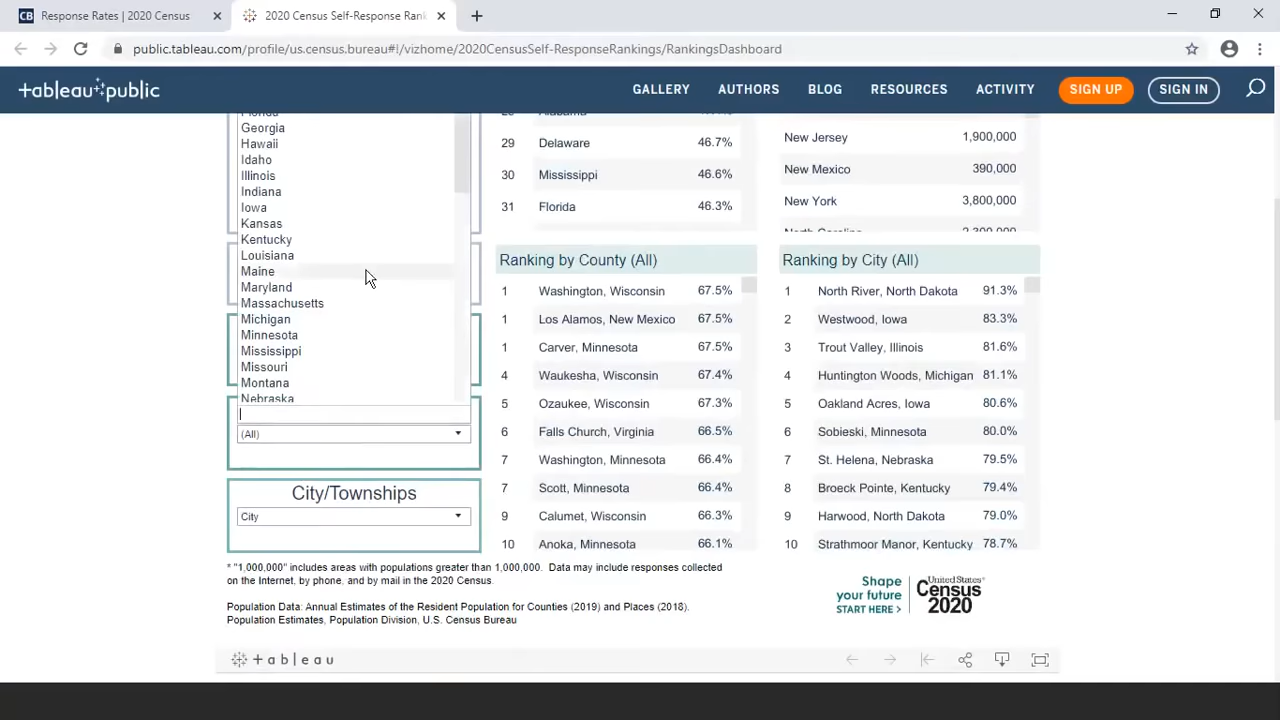 Response Rates | 2020 Census
2020 Census Self-Response Rank
public.tableau.com/profile/us.census.bureau#!/vizhome/2020CensusSelf-ResponseRankings/RankingsDashboard
+ableau+public
GALLERY AUTHORS BLOG RESOURCES ACTIVITY SIGN UP SIGN IN
Florida
Georgia
Hawaii
Idaho
Illinois
Indiana
Iowa
Kansas
Kentucky
Louisiana
Maine
Maryland
Massachusetts
Michigan
Minnesota
Mississippi
Missouri
Montana
Nebraska
(All)
City/Townships
City
Alabama
29 Delaware 46.7%
30 Mississippi 46.6%
31 Florida 46.3%
New Jersey 1,900,000
New Mexico 390,000
New York 3,800,000
North Carolina 2,300,000
Ranking by County (All)
1 Washington, Wisconsin 67.5%
1 Los Alamos, New Mexico 67.5%
1 Carver, Minnesota 67.5%
4 Waukesha, Wisconsin 67.4%
5 Ozaukee, Wisconsin 67.3%
6 Falls Church, Virginia 66.5%
7 Washington, Minnesota 66.4%
7 Scott, Minnesota 66.4%
9 Calumet, Wisconsin 66.3%
10 Anoka, Minnesota 66.1%
Ranking by City (All)
1 North River, North Dakota 91.3%
2 Westwood, Iowa 83.3%
3 Trout Valley, Illinois 81.6%
4 Huntington Woods, Michigan 81.1%
5 Oakland Acres, Iowa 80.6%
6 Sobieski, Minnesota 80.0%
7 St. Helena, Nebraska 79.5%
8 Broeck Pointe, Kentucky 79.4%
9 Harwood, North Dakota 79.0%
10 Strathmoor Manor, Kentucky 78.7%
* "1,000,000" includes areas with populations greater than 1,000,000. Data may include responses collected
on the Internet, by phone, and by mail in the 2020 Census.
Population Data: Annual Estimates of the Resident Population for Counties (2019) and Places (2018).
Population Estimates, Population Division, U.S. Census Bureau
Shape
your future
START HERE >
United States®
Census
2020
+ a b | e a u